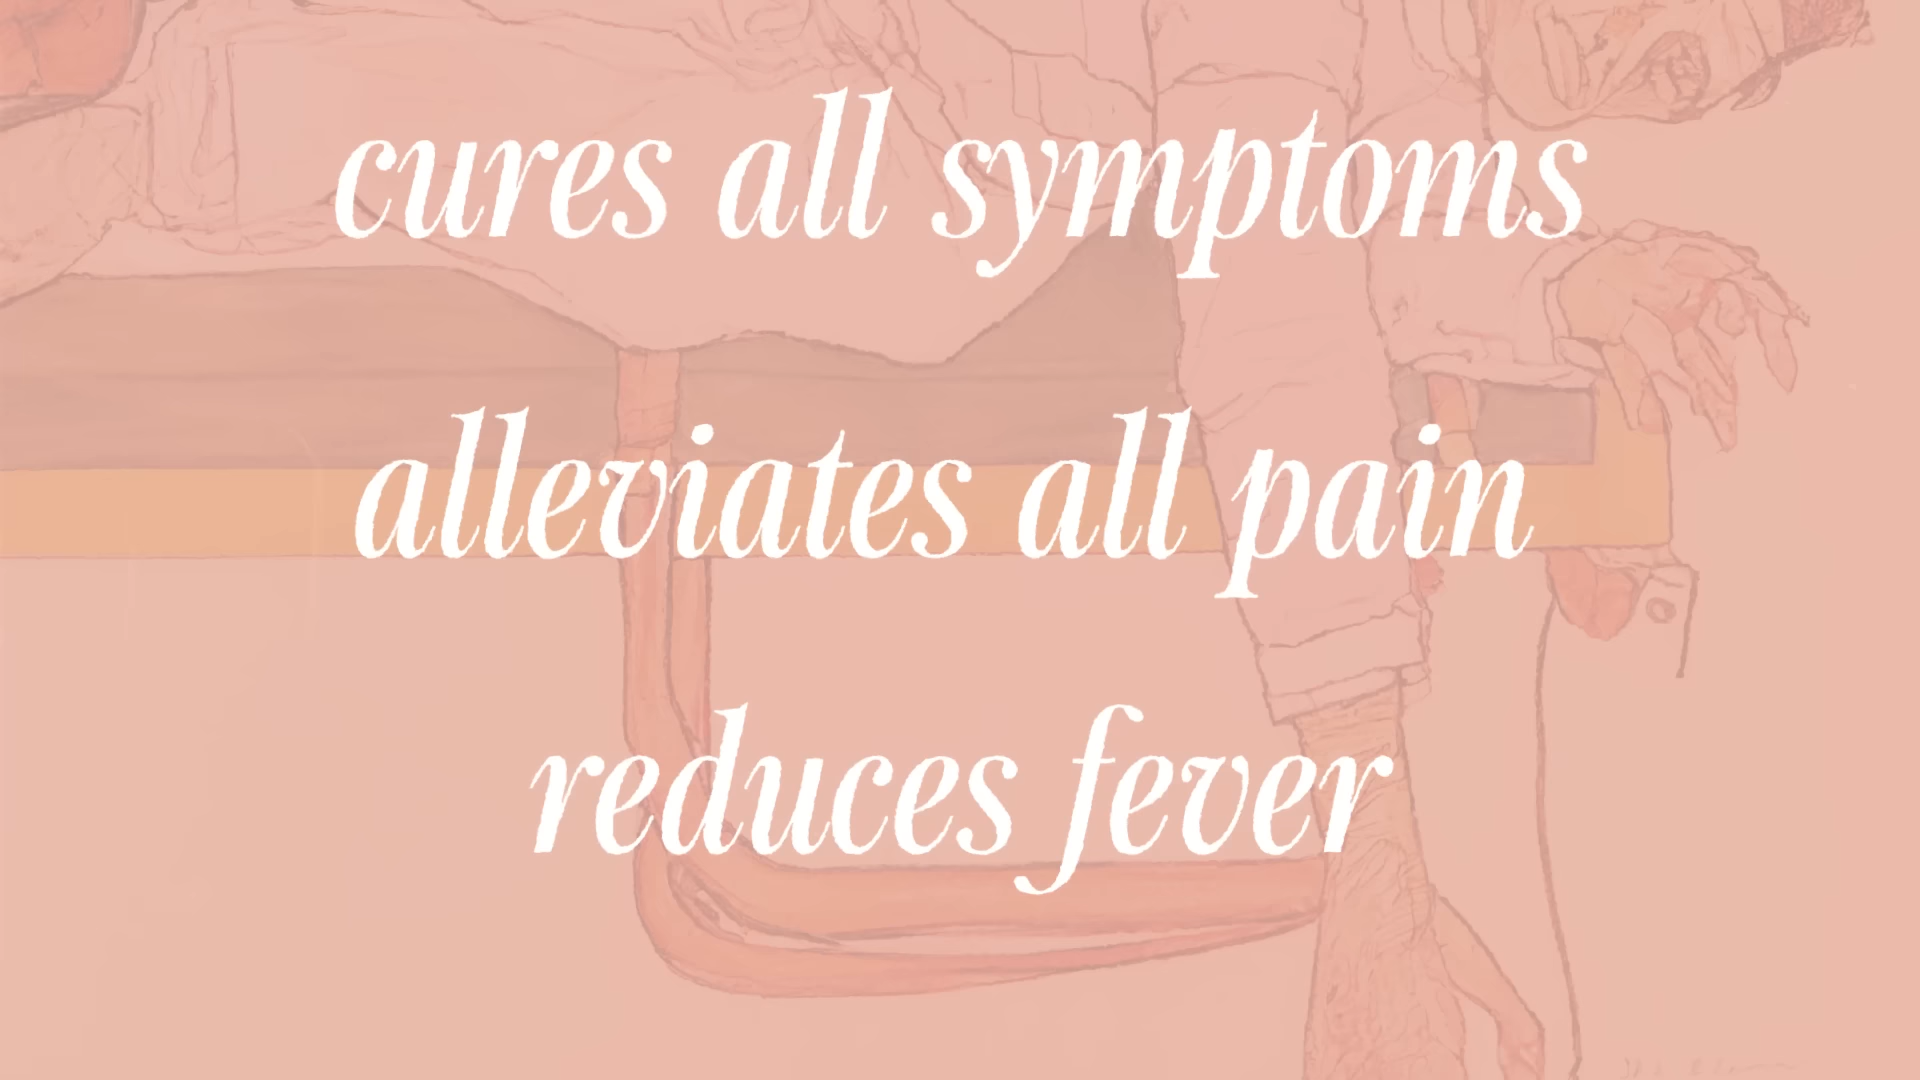 cures all symptoms
alleviates all pain
reduces fever